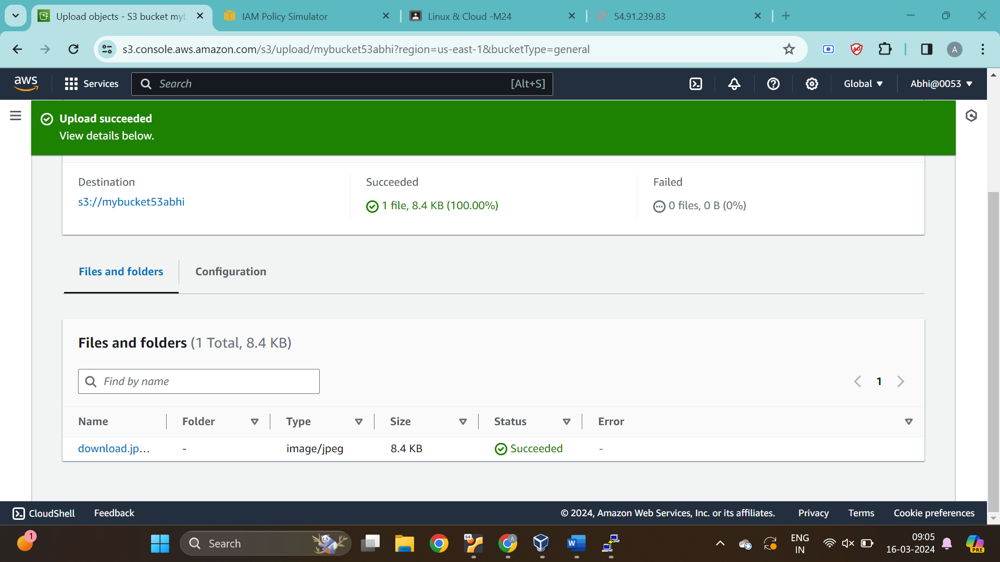 Upload objects - S3 bucket myb
IAM Policy Simulator
Linux & Cloud -M24
54.91.239.83
s3.console.aws.amazon.com/s3/upload/mybucket53abhi?region=us-east-1&bucketType=general
A
aws
Services
Search
[Alt+S]
Global
Abhi@0053
Upload succeeded
View details below.
Destination
Succeeded
Failed
s3://mybucket53abhi
1 file, 8.4 KB (100.00%)
0 files, 0 B (0%)
Files and folders
Configuration
Files and folders (1 Total, 8.4 KB)
Find by name
1
Name
Folder
Type
Size
Status
Error
download.jp...
-
image/jpeg
8.4 KB
Succeeded
-
CloudShell
Feedback
© 2024, Amazon Web Services, Inc. or its affiliates.
Privacy
Terms
Cookie preferences
1
Search
64
A
W
ENG
IN
09:05
16-03-2024
PRE